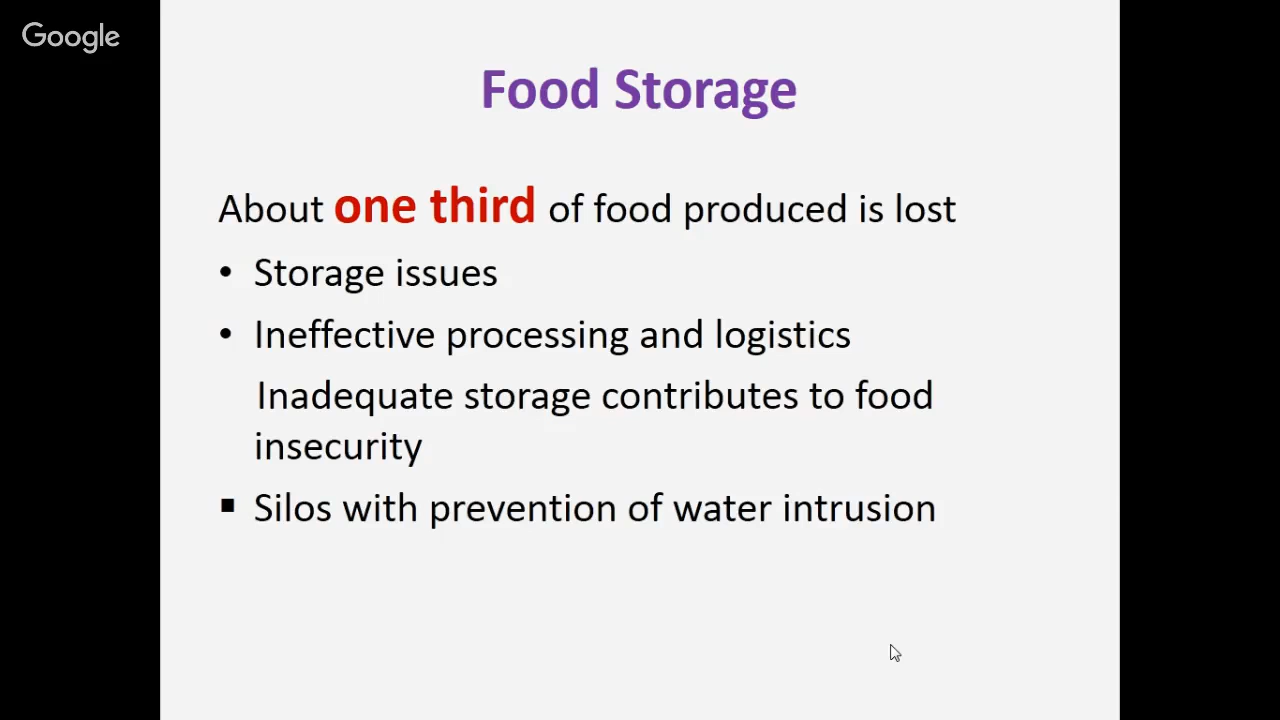 Google
Food Storage
About one third of food produced is lost
• Storage issues
• Ineffective processing and logistics
Inadequate storage contributes to food
insecurity
▪ Silos with prevention of water intrusion